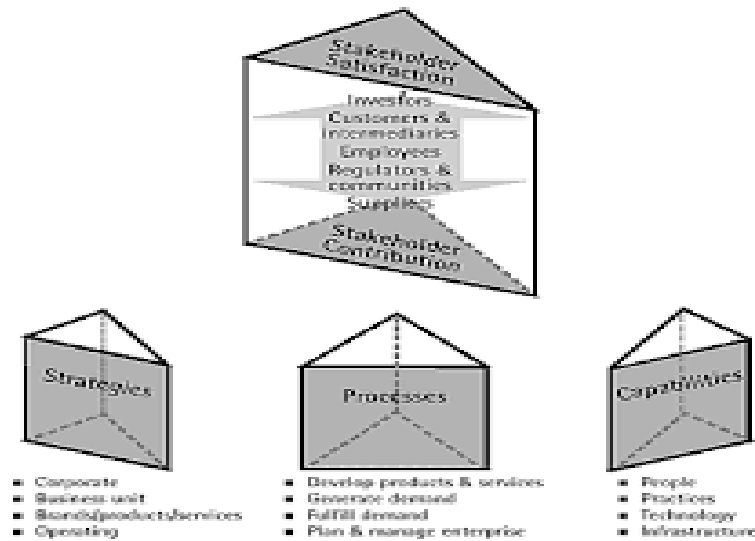 Stakeholder
Satisfaction
Investors
Customers &
intermediaries
Employees
Regulators &
communities
Suppliers
Stakeholder
Contribution
Strategies
Processes
Capabilities
▪ Corporate
▪ Business unit
▪ Brands/products/services
▪ Operating
▪ Develop products & services
▪ Generate demand
▪ Fulfill demand
▪ Plan & manage enterprise
▪ People
▪ Practices
▪ Technology
▪ Infrastructure